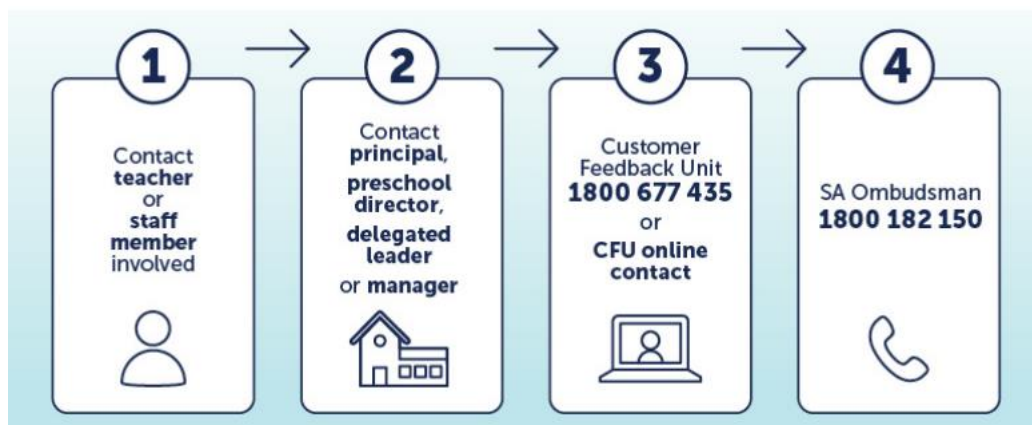 1
Contact
teacher
or
staff
member
involved
2
Contact
principal,
preschool
director,
delegated
leader
or manager
3
Customer
Feedback Unit
1800 677 435
or
CFU online
contact
4
SA Ombudsman
1800 182 150